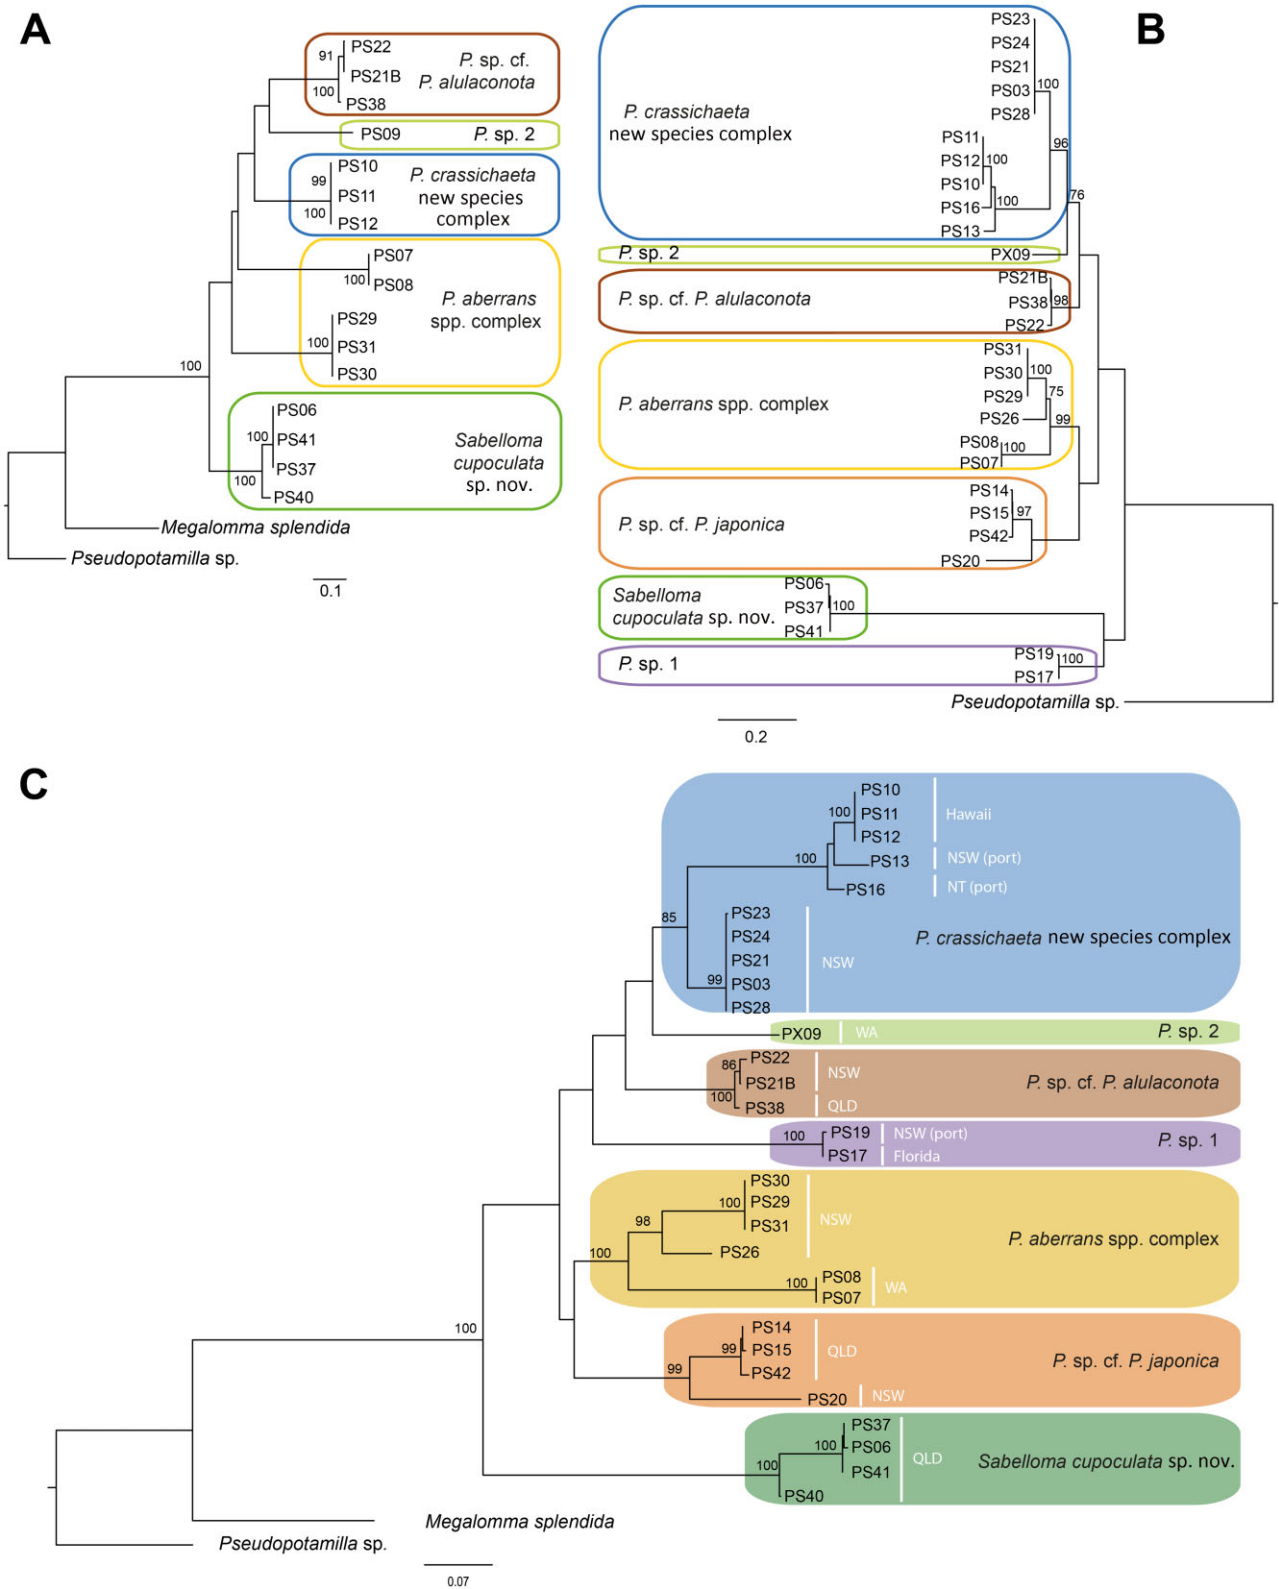 A
PS22
91
PS21B
100
PS38
P. sp. cf.
P. alulaconota
PS09
P. sp. 2
PS10
99
PS11
100
PS12
P. crassichaeta
new species
complex
PS07
100
PS08
PS29
100
PS31
PS30
P. aberrans
spp. complex
100
PS06
100
PS41
PS37
100
PS40
Sabelloma
cupoculata
sp. nov.
Megalomma splendida
Pseudopotamilla sp.
0.1
B
PS23
PS24
PS21
PS03
100
PS28
PS11
PS12
100
PS10
PS16
100
PS13
96
76
P. crassichaeta
new species complex
P. sp. 2
PX09
PS21B
PS38
98
PS22
P. sp. cf. P. alulaconota
PS31
PS30
100
PS29
75
PS26
99
PS08
100
PS07
P. aberrans spp. complex
PS14
PS15
97
PS42
PS20
P. sp. cf. P. japonica
PS06
PS37
100
PS41
Sabelloma
cupoculata sp. nov.
PS19
100
PS17
P. sp. 1
Pseudopotamilla sp.
0.2
C
PS10
100
PS11
PS12
Hawaii
100
PS13
NSW (port)
PS16
NT (port)
85
PS23
PS24
PS21
99
PS03
PS28
NSW
P. crassichaeta new species complex
PX09
WA
P. sp. 2
PS22
86
PS21B
NSW
100
PS38
QLD
P. sp. cf. P. alulaconota
100
PS19
NSW (port)
PS17
Florida
P. sp. 1
PS30
100
PS29
PS31
98
PS26
NSW
100
100
PS08
PS07
WA
P. aberrans spp. complex
PS14
99
PS15
PS42
QLD
99
PS20
NSW
P. sp. cf. P. japonica
PS37
100
PS06
PS41
100
PS40
QLD
Sabelloma cupoculata sp. nov.
100
Megalomma splendida
Pseudopotamilla sp.
0.07